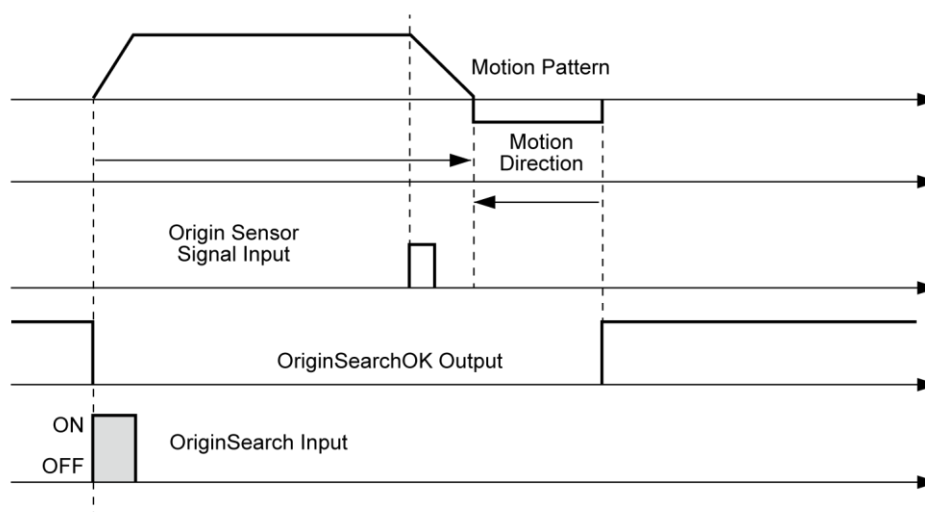 Motion Pattern
Motion
Direction
Origin Sensor
Signal Input
OriginSearchOK Output
ON
OriginSearch Input
OFF